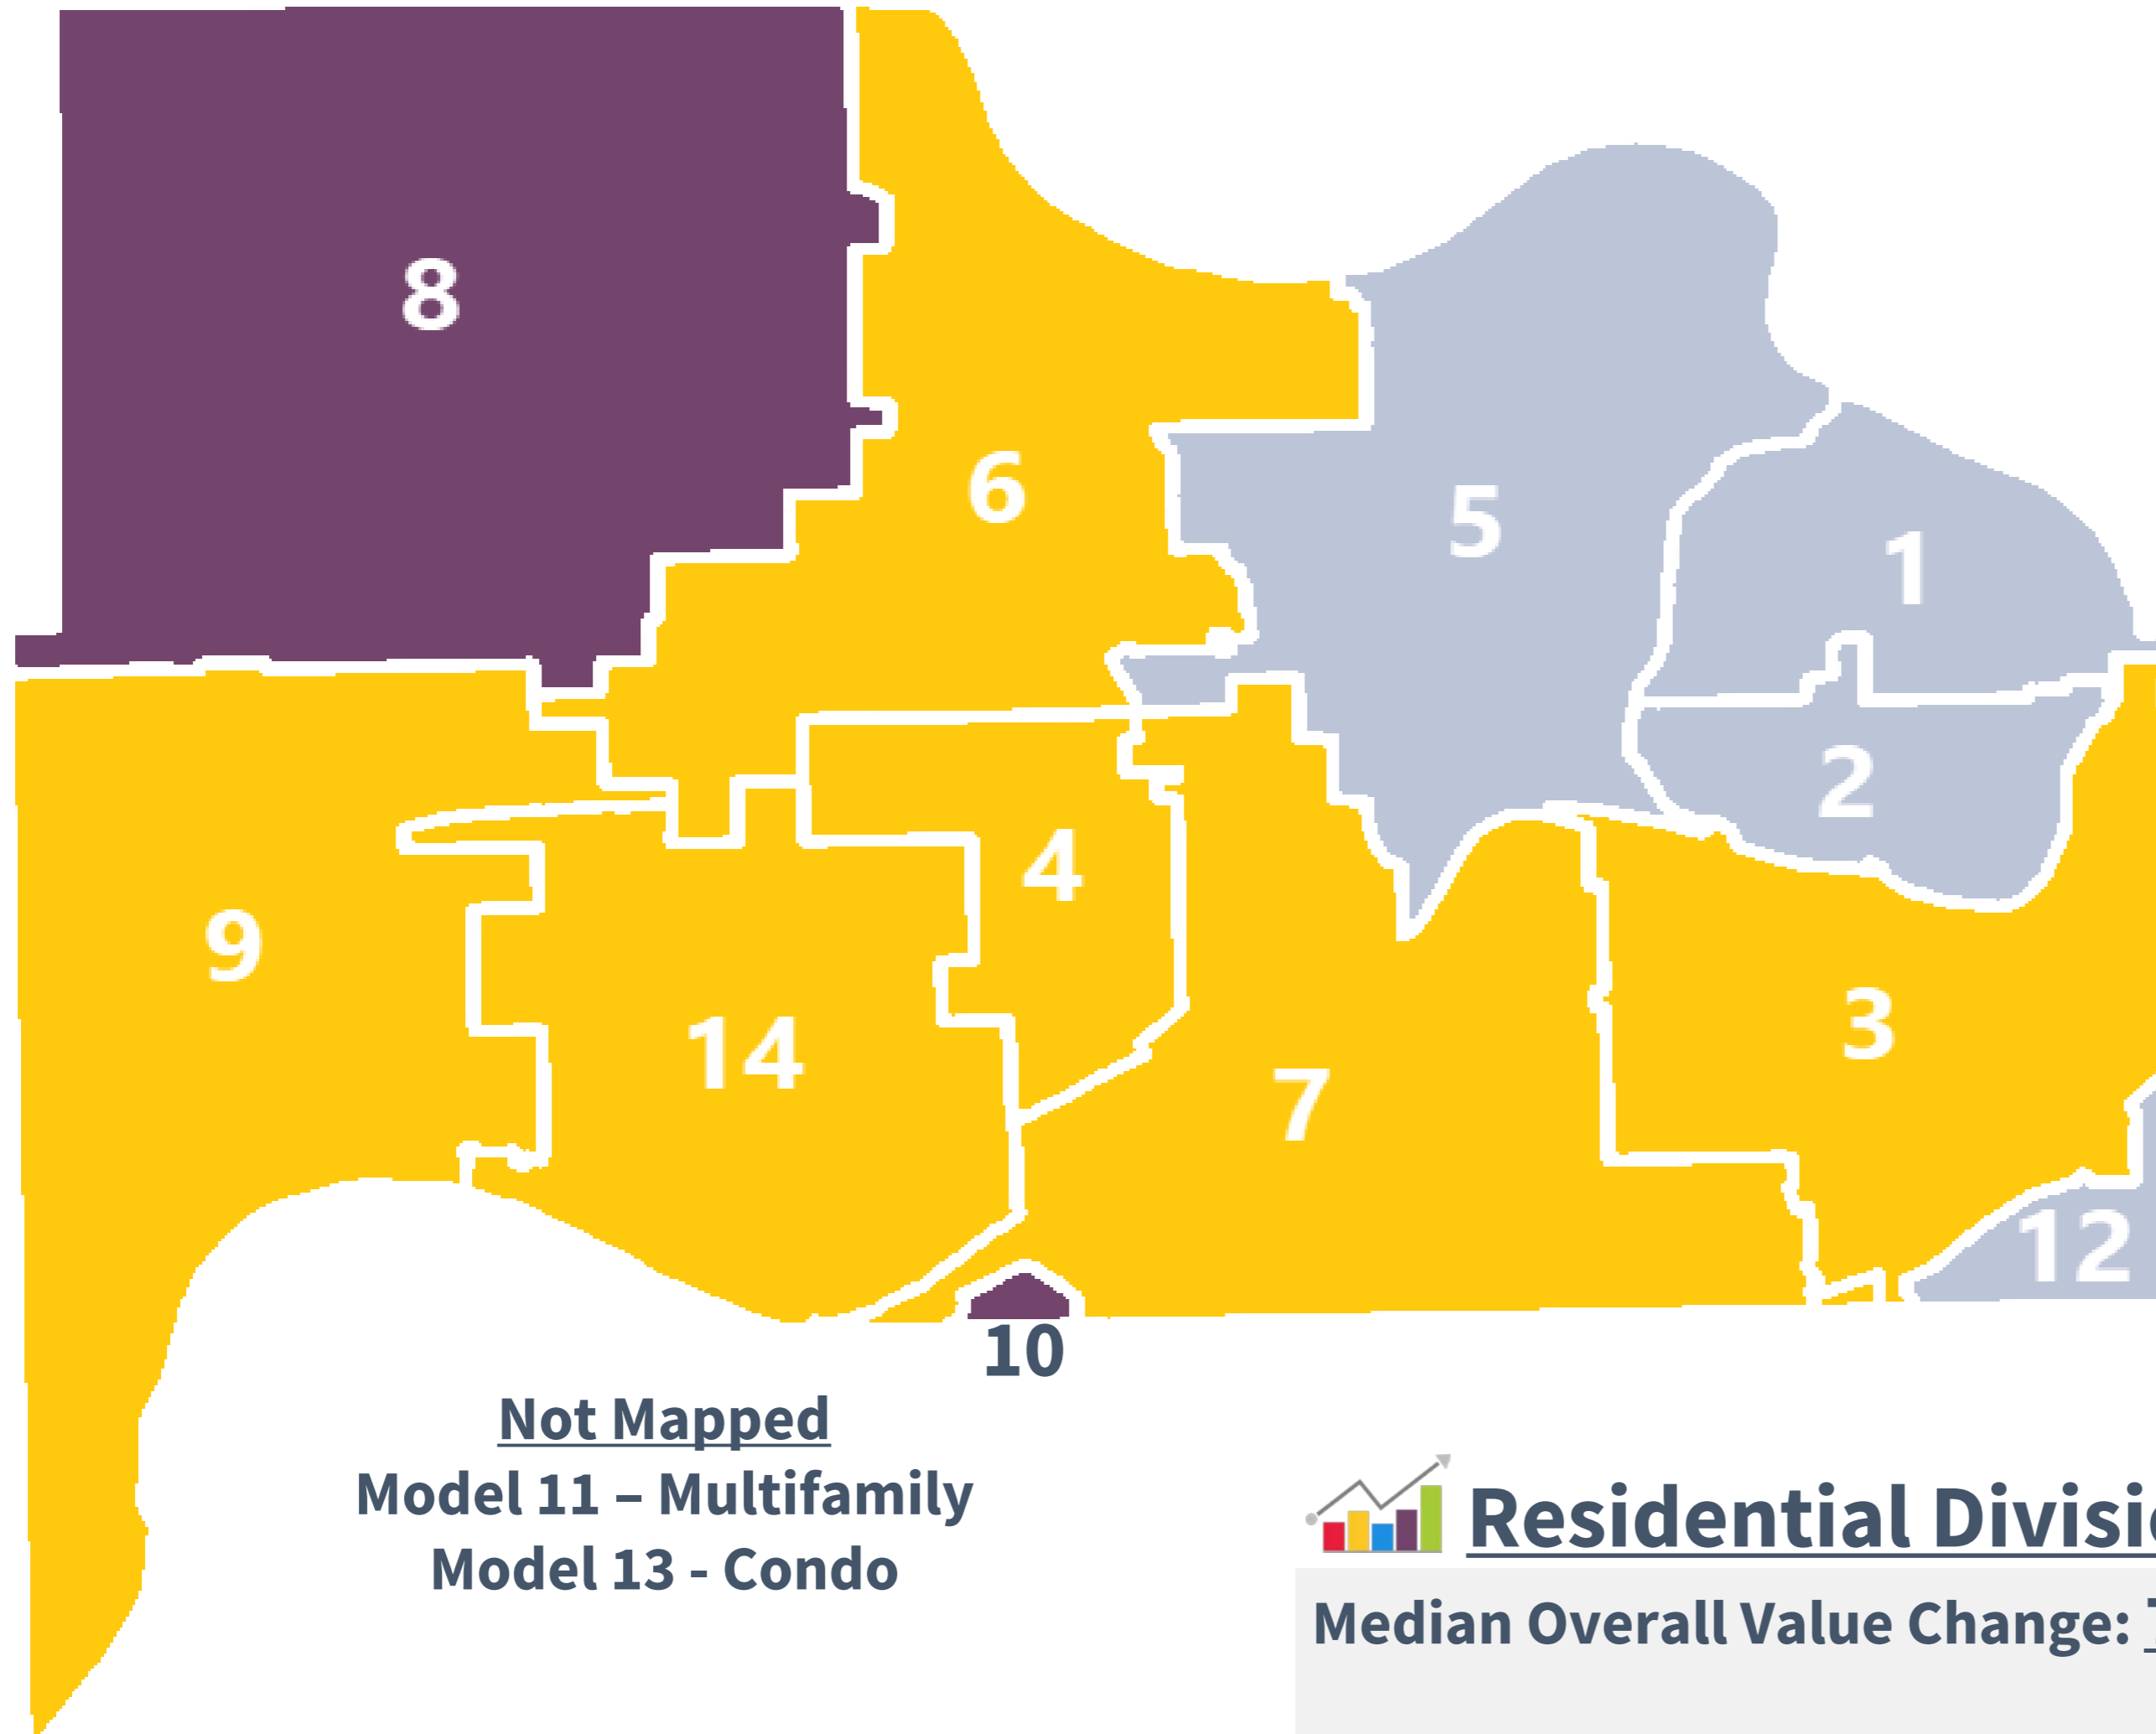 8
6
5
1
2
4
9
14
3
7
12
10
Not Mapped
Model 11 – Multifamily
Model 13 - Condo
Residential
Median Overall Value Change: